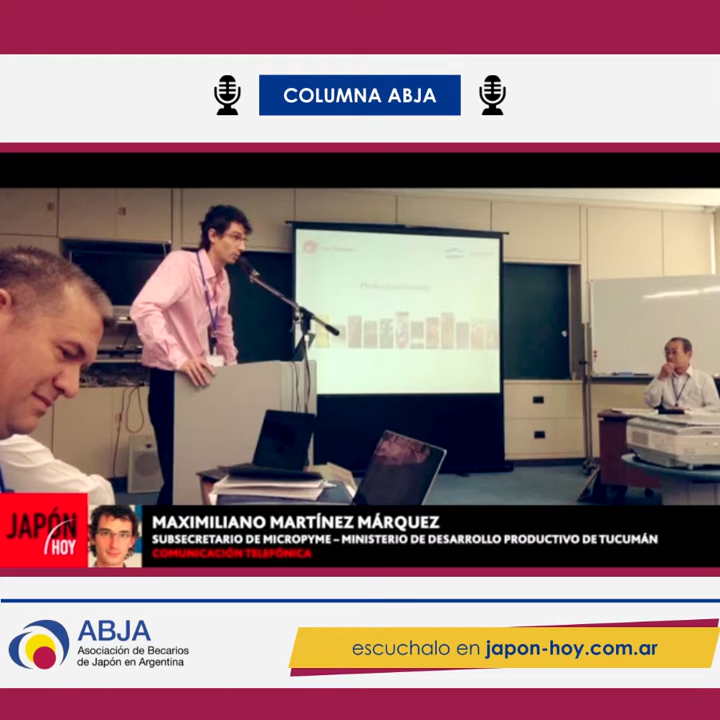 COLUMNA ABJA
JAPÓN
HOY
MAXIMILIANO MARTÍNEZ MÁRQUEZ
SUBSECRETARIO DE MICROPYME – MINISTERIO DE DESARROLLO PRODUCTIVO DE TUCUMÁN
COMUNICACIÓN TELEFÓNICA
ABJA
Asociación de Becarios
de Japón en Argentina
escuchalo en japon-hoy.com.ar